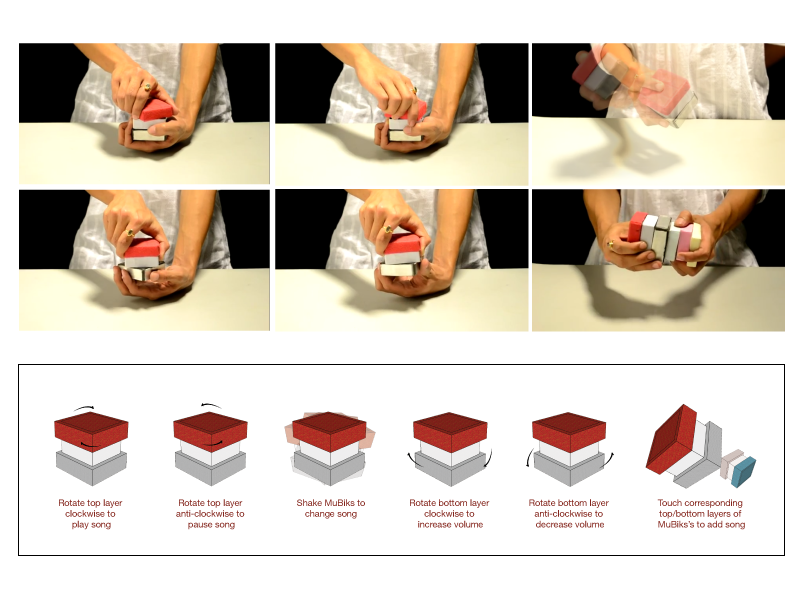 Rotate top layer
clockwise to
play song
Rotate top layer
anti-clockwise to
pause song
Shake MuBiks to
change song
Rotate bottom layer
clockwise to
increase volume
Rotate bottom layer
anti-clockwise to
decrease volume
Touch corresponding
top/bottom layers of
MuBiks's to add song